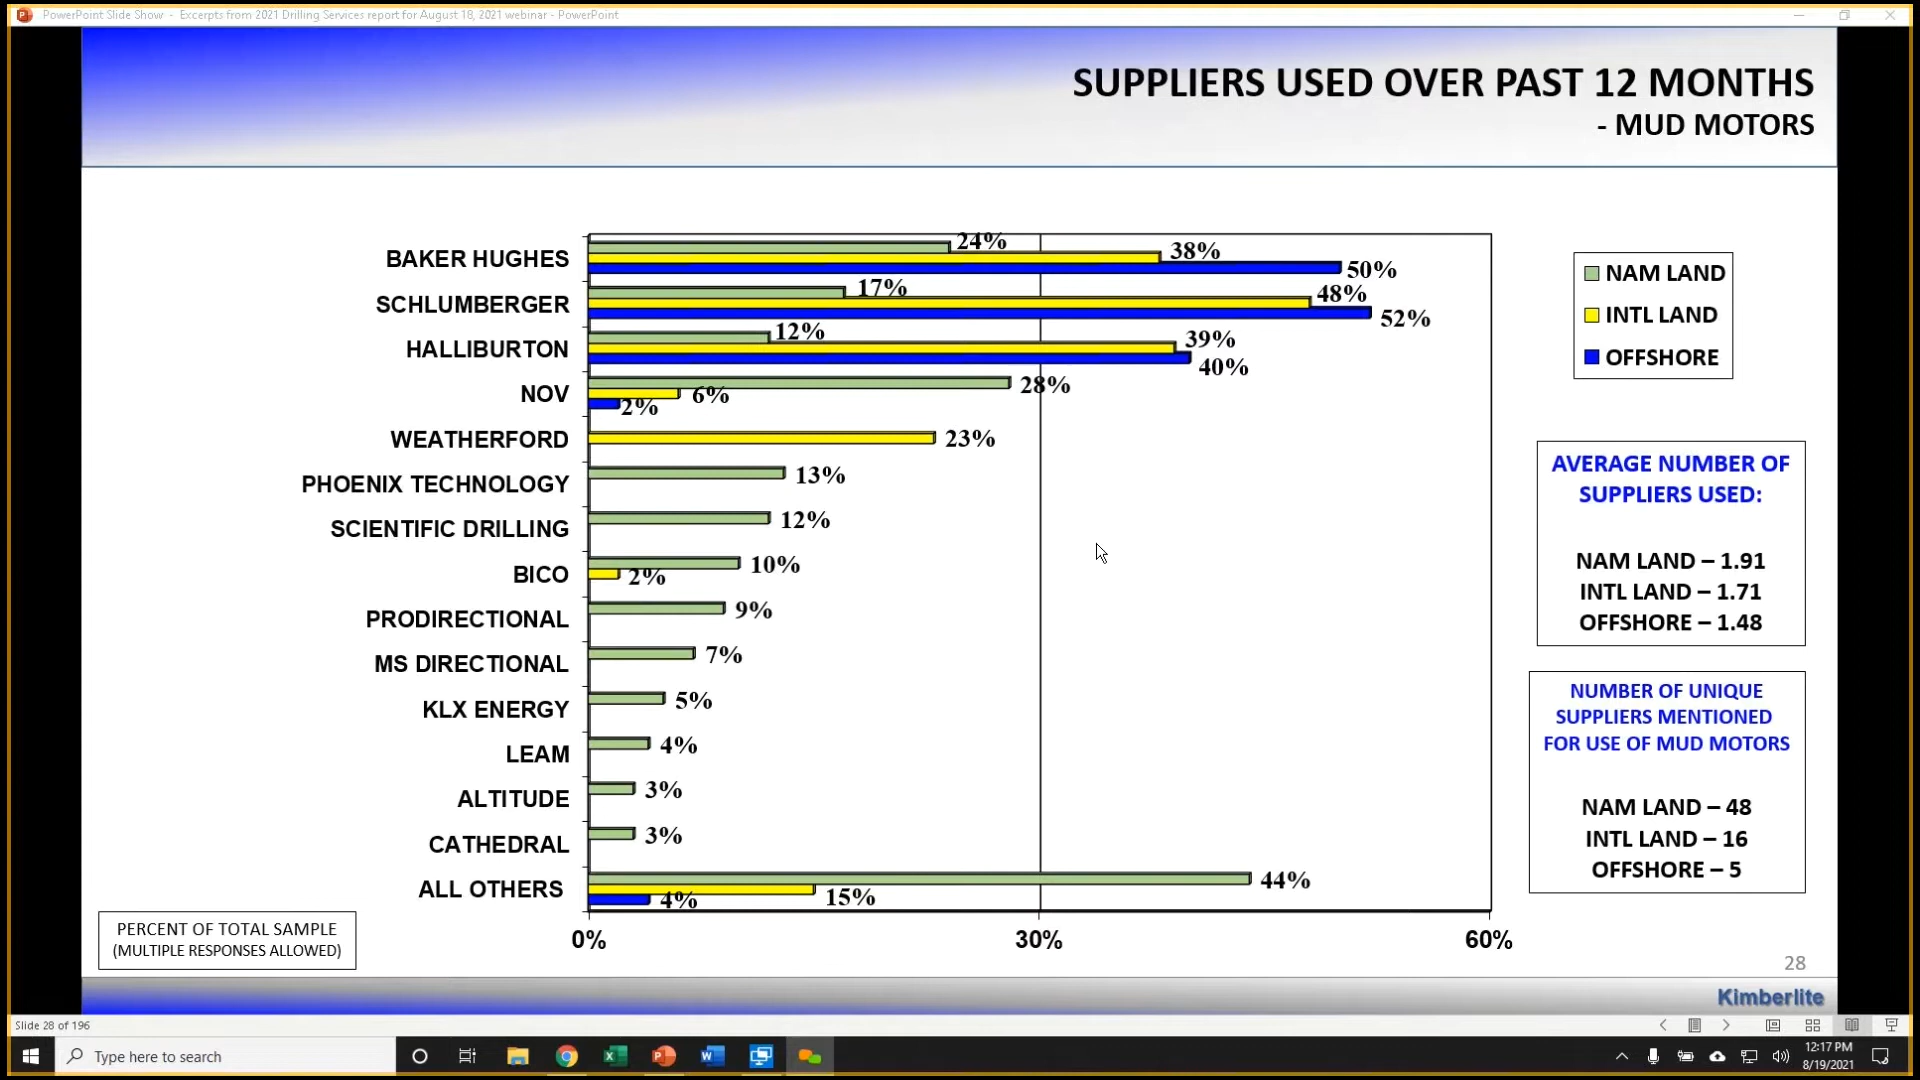 PowerPoint Slide Show - Excerpts from 2021 Drilling Services report for August 18, 2021 webinar - PowerPoint
SUPPLIERS USED OVER PAST 12 MONTHS
- MUD MOTORS
BAKER HUGHES
24%
38%
50%
SCHLUMBERGER
17%
48%
52%
HALLIBURTON
12%
39%
40%
NOV
28%
6%
2%
WEATHERFORD
23%
PHOENIX TECHNOLOGY
13%
SCIENTIFIC DRILLING
12%
BICO
10%
2%
PRODIRECTIONAL
9%
MS DIRECTIONAL
7%
KLX ENERGY
5%
LEAM
4%
ALTITUDE
3%
CATHEDRAL
3%
ALL OTHERS
44%
15%
4%
0%
30%
60%
NAM LAND
INTL LAND
OFFSHORE
AVERAGE NUMBER OF
SUPPLIERS USED:
NAM LAND – 1.91
INTL LAND – 1.71
OFFSHORE – 1.48
NUMBER OF UNIQUE
SUPPLIERS MENTIONED
FOR USE OF MUD MOTORS
NAM LAND – 48
INTL LAND – 16
OFFSHORE – 5
PERCENT OF TOTAL SAMPLE
(MULTIPLE RESPONSES ALLOWED)
28
Kimberlite
Slide 28 of 196
Type here to search
12:17 PM
8/19/2021